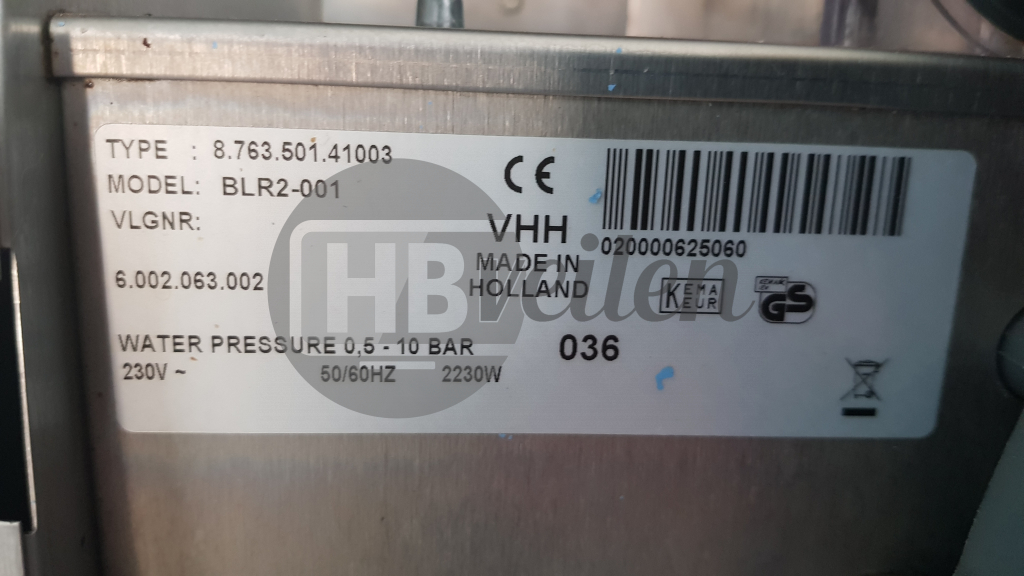 TYPE : 8.763.501.41003
MODEL: BLR2-001
VLGNR:
6.002.063.002
WATER PRESSURE 0,5 - 10 BAR
230V ~ 50/60HZ 2230W
CE
VHH
MADE IN
HOLLAND
036
020000625060
KEMA
EUR
GS
HBveilen